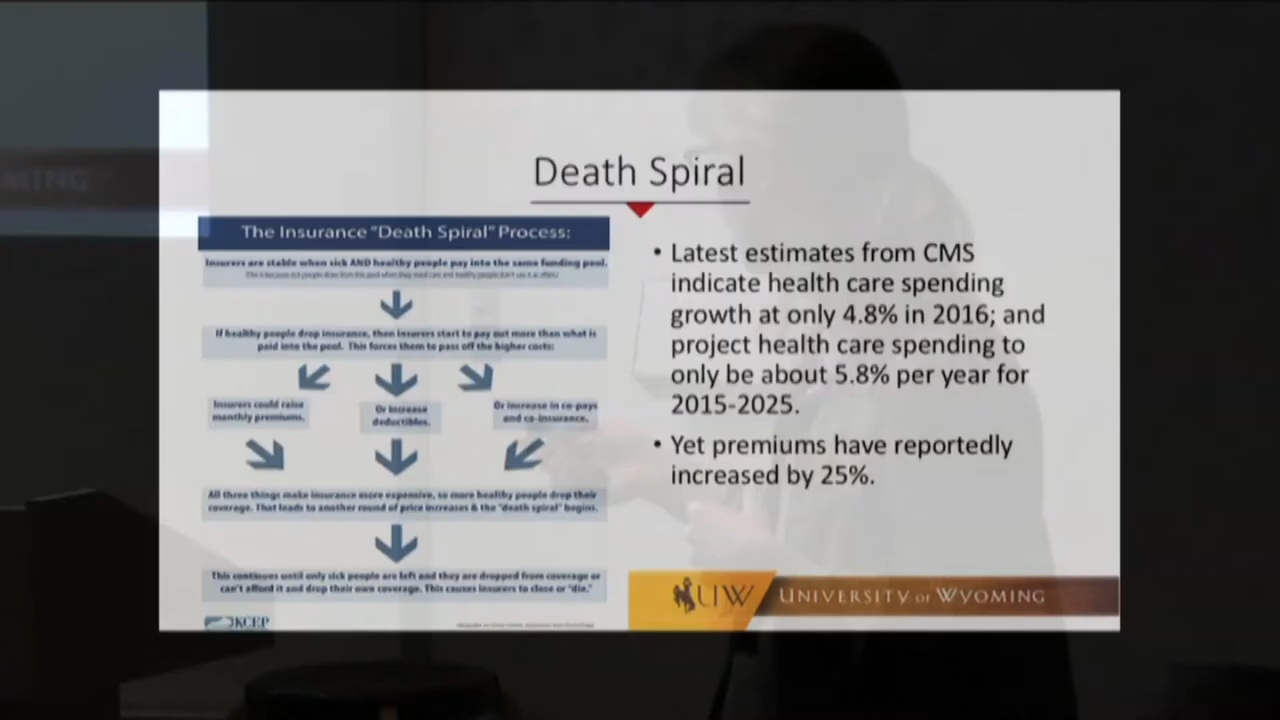 MING
Death Spiral
The Insurance "Death Spiral" Process:
Insurers are stable when sick AND healthy people pay into the same funding pool.
If healthy people drop insurance, then insurers start to pay out more than what is
paid into the pool. This forces them to pass off the higher costs:
Insurers could raise
monthly premiums.
Or increase
deductibles.
Or increase in co-pays
and co-insurance.
All three things make insurance more expensive, so more healthy people drop their
coverage. That leads to another round of price increases & the "death spiral" begins.
This continues until only sick people are left and they are dropped from coverage or
can't afford it and drop their own coverage. This causes insurers to close or "die."
KCEP
• Latest estimates from CMS
indicate health care spending
growth at only 4.8% in 2016; and
project health care spending to
only be about 5.8% per year for
2015-2025.
• Yet premiums have reportedly
increased by 25%.
UW UNIVERSITY OF WYOMING